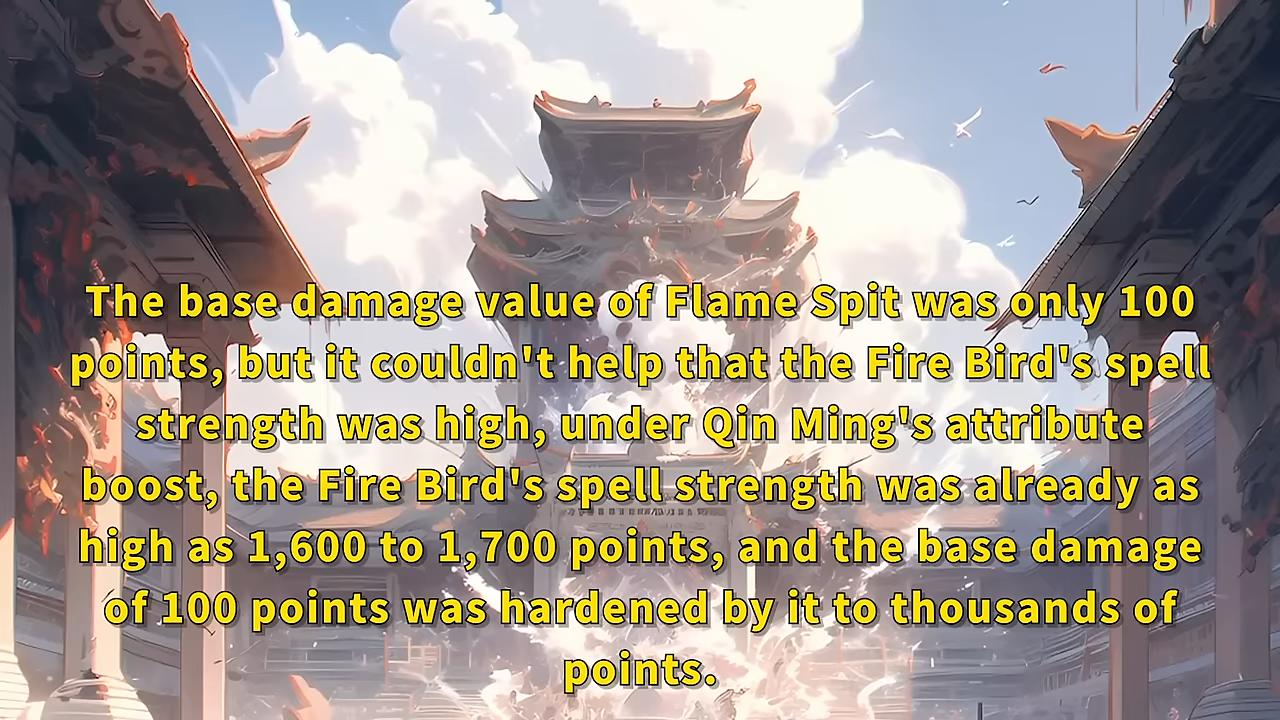 The base damage value of Flame Spit was only 100
points, but it couldn't help that the Fire Bird's spell
strength was high, under Qin Ming's attribute
boost, the Fire Bird's spell strength was already as
high as 1,600 to 1,700 points, and the base damage
of 100 points was hardened by it to thousands of
points.